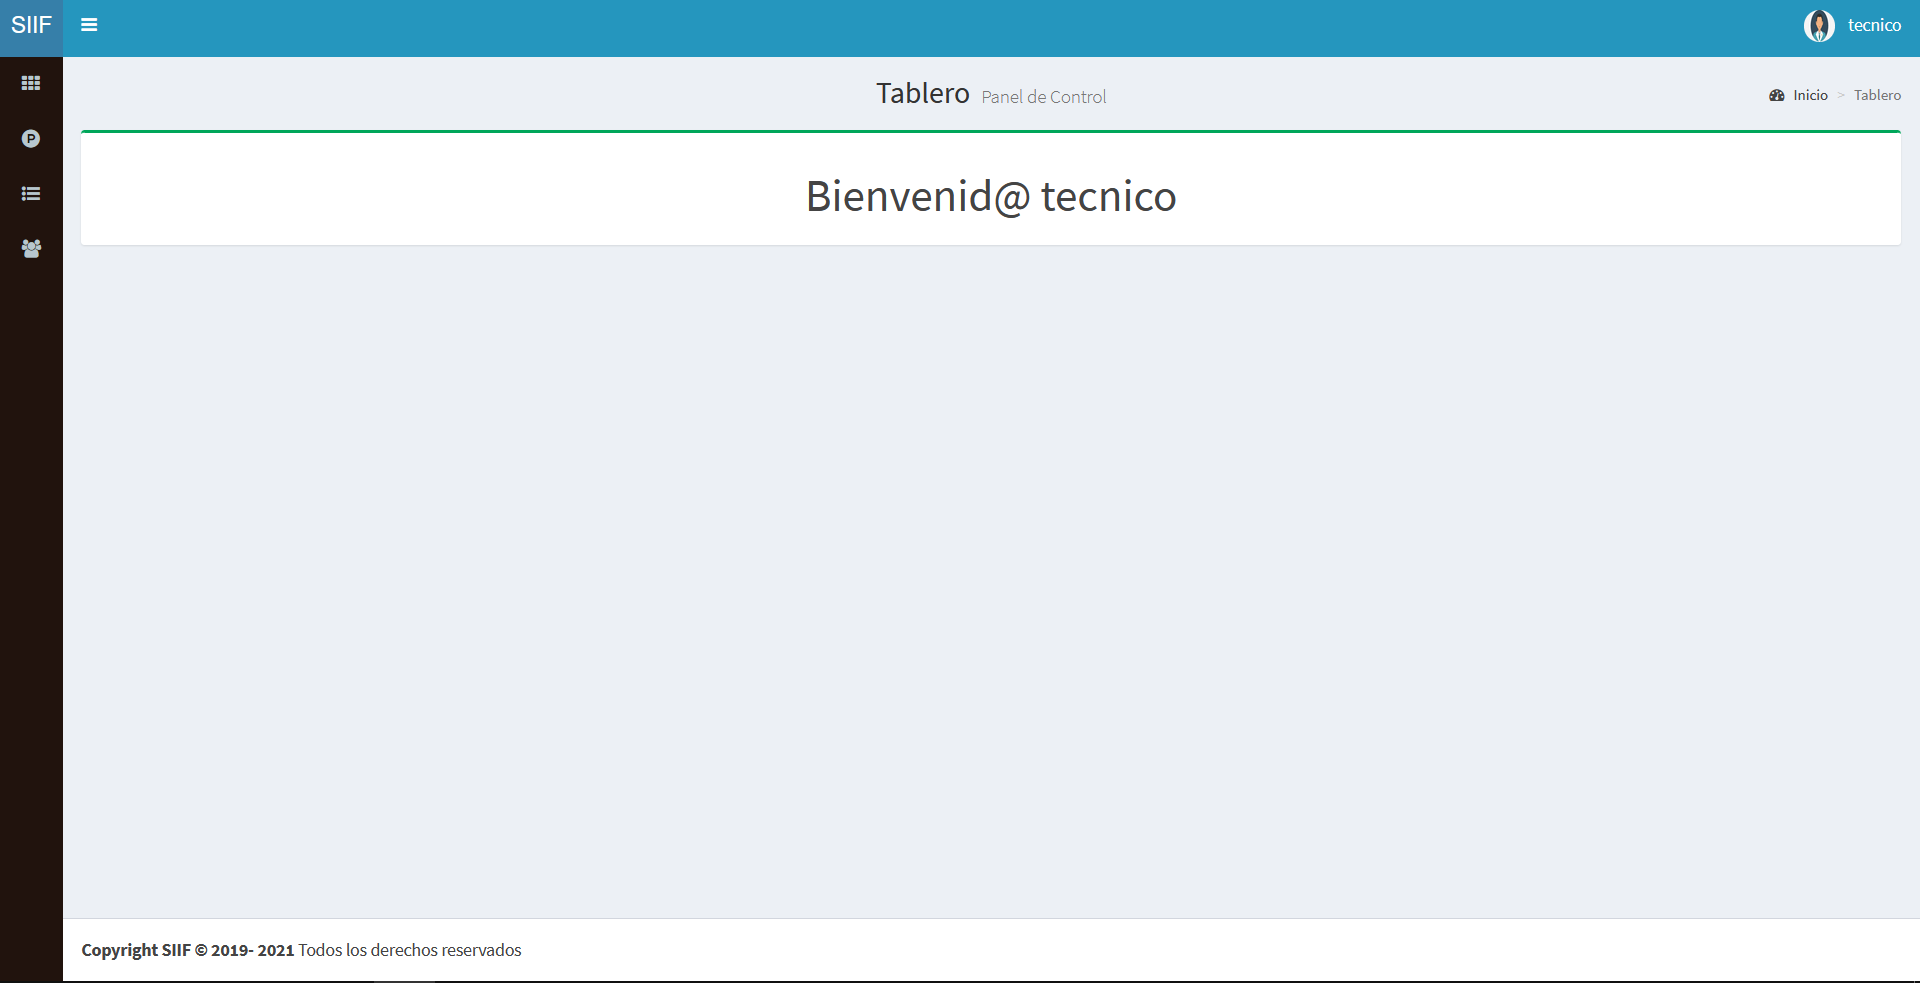 SIIF
tecnico
Tablero Panel de Control
Inicio > Tablero
P
Bienvenid@ tecnico
Copyright SIIF © 2019- 2021 Todos los derechos reservados